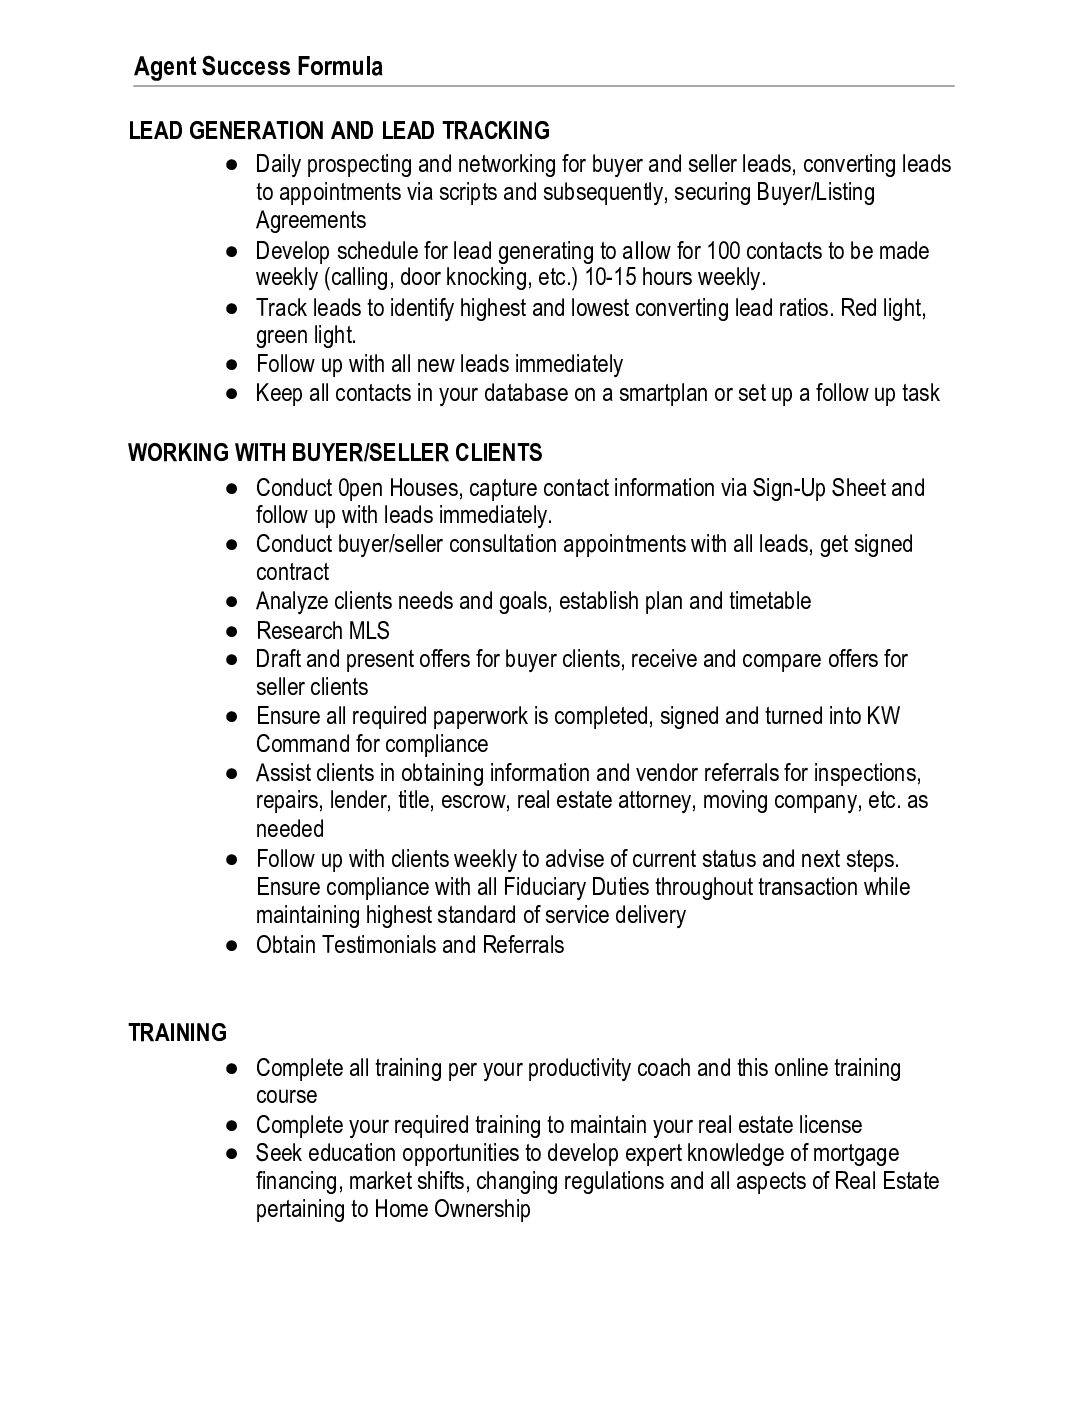 Agent Success Formula
LEAD GENERATION AND LEAD TRACKING
● Daily prospecting and networking for buyer and seller leads, converting leads
to appointments via scripts and subsequently, securing Buyer/Listing
Agreements
● Develop schedule for lead generating to allow for 100 contacts to be made
weekly (calling, door knocking, etc.) 10-15 hours weekly.
● Track leads to identify highest and lowest converting lead ratios. Red light,
green light.
● Follow up with all new leads immediately
● Keep all contacts in your database on a smartplan or set up a follow up task
WORKING WITH BUYER/SELLER CLIENTS
● Conduct 0pen Houses, capture contact information via Sign-Up Sheet and
follow up with leads immediately.
● Conduct buyer/seller consultation appointments with all leads, get signed
contract
● Analyze clients needs and goals, establish plan and timetable
● Research MLS
● Draft and present offers for buyer clients, receive and compare offers for
seller clients
● Ensure all required paperwork is completed, signed and turned into KW
Command for compliance
● Assist clients in obtaining information and vendor referrals for inspections,
repairs, lender, title, escrow, real estate attorney, moving company, etc. as
needed
● Follow up with clients weekly to advise of current status and next steps.
Ensure compliance with all Fiduciary Duties throughout transaction while
maintaining highest standard of service delivery
● Obtain Testimonials and Referrals
TRAINING
● Complete all training per your productivity coach and this online training
course
● Complete your required training to maintain your real estate license
● Seek education opportunities to develop expert knowledge of mortgage
financing, market shifts, changing regulations and all aspects of Real Estate
pertaining to Home Ownership